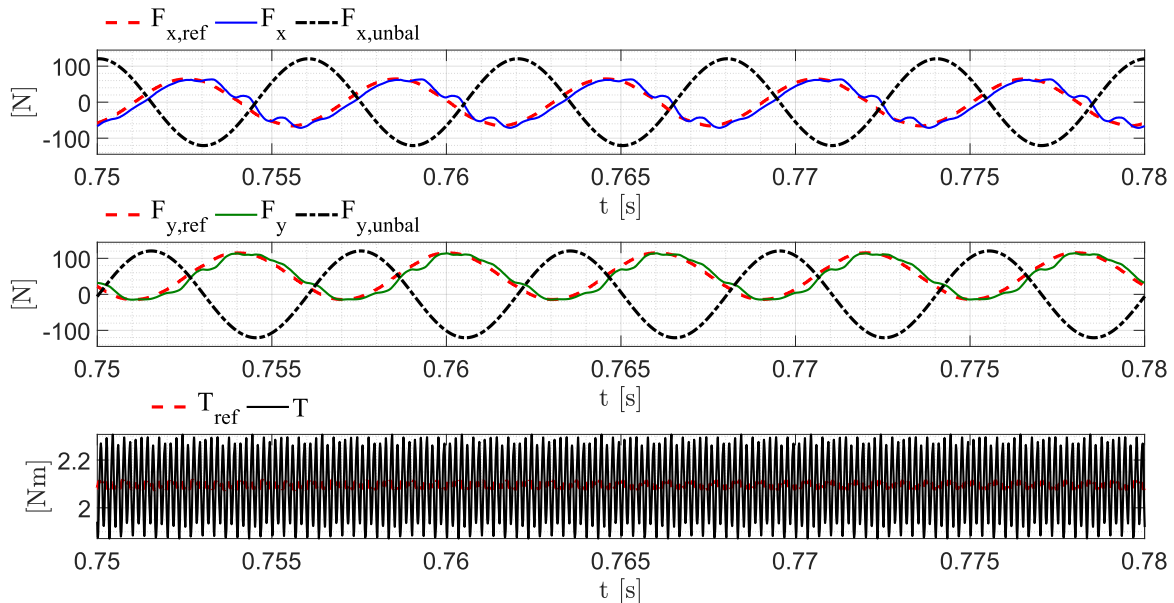 F_x,ref F_x F_x,unbal
100
0
-100
[N]
0.75 0.755 0.76 0.765 0.77 0.775 0.78
t [s]
F_y,ref F_y F_y,unbal
100
0
-100
[N]
0.75 0.755 0.76 0.765 0.77 0.775 0.78
t [s]
T_ref T
2.2
2
[Nm]
0.75 0.755 0.76 0.765 0.77 0.775 0.78
t [s]